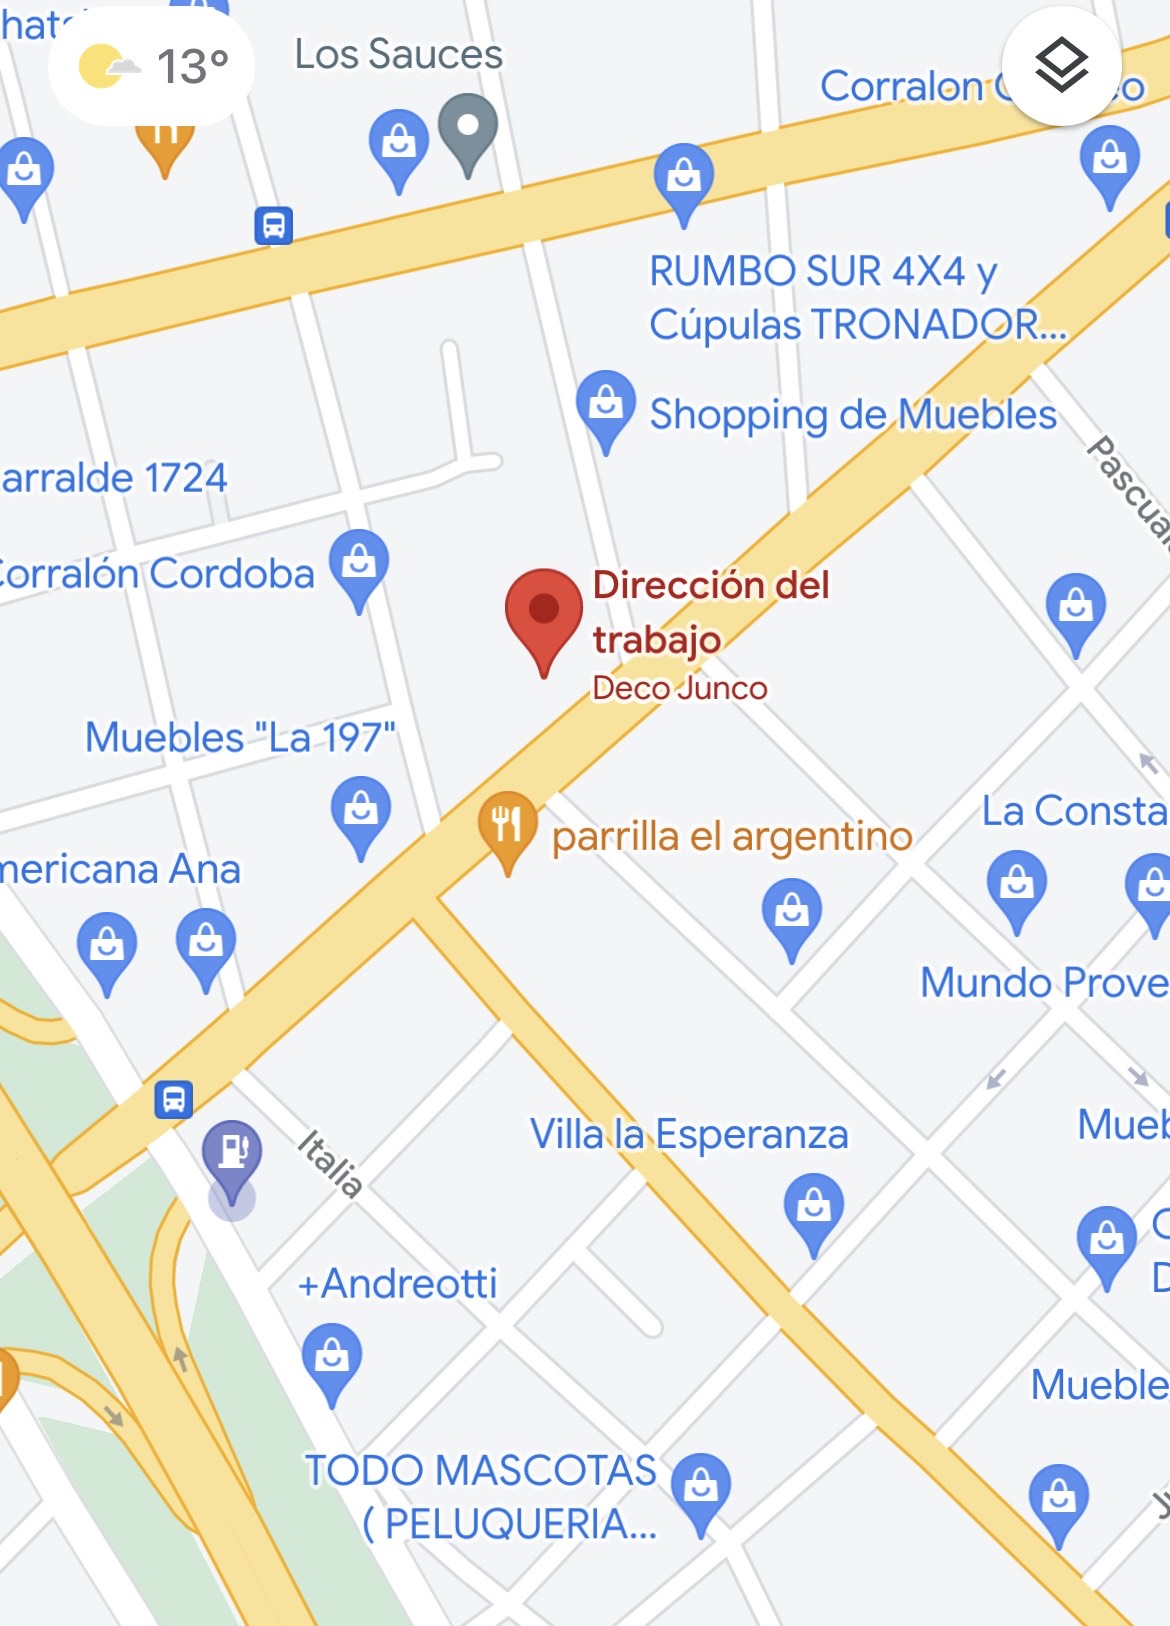 13°
Los Sauces
Corralon
RUMBO SUR 4X4 y
Cúpulas TRONADOR...
Shopping de Muebles
Pascual
arralde 1724
Corralón Cordoba
Dirección del
trabajo
Deco Junco
Muebles "La 197"
parrilla el argentino
La Consta
mericana Ana
Mundo Prove
Italia
Villa la Esperanza
Mueb
+Andreotti
Mueble
TODO MASCOTAS
( PELUQUERIA...